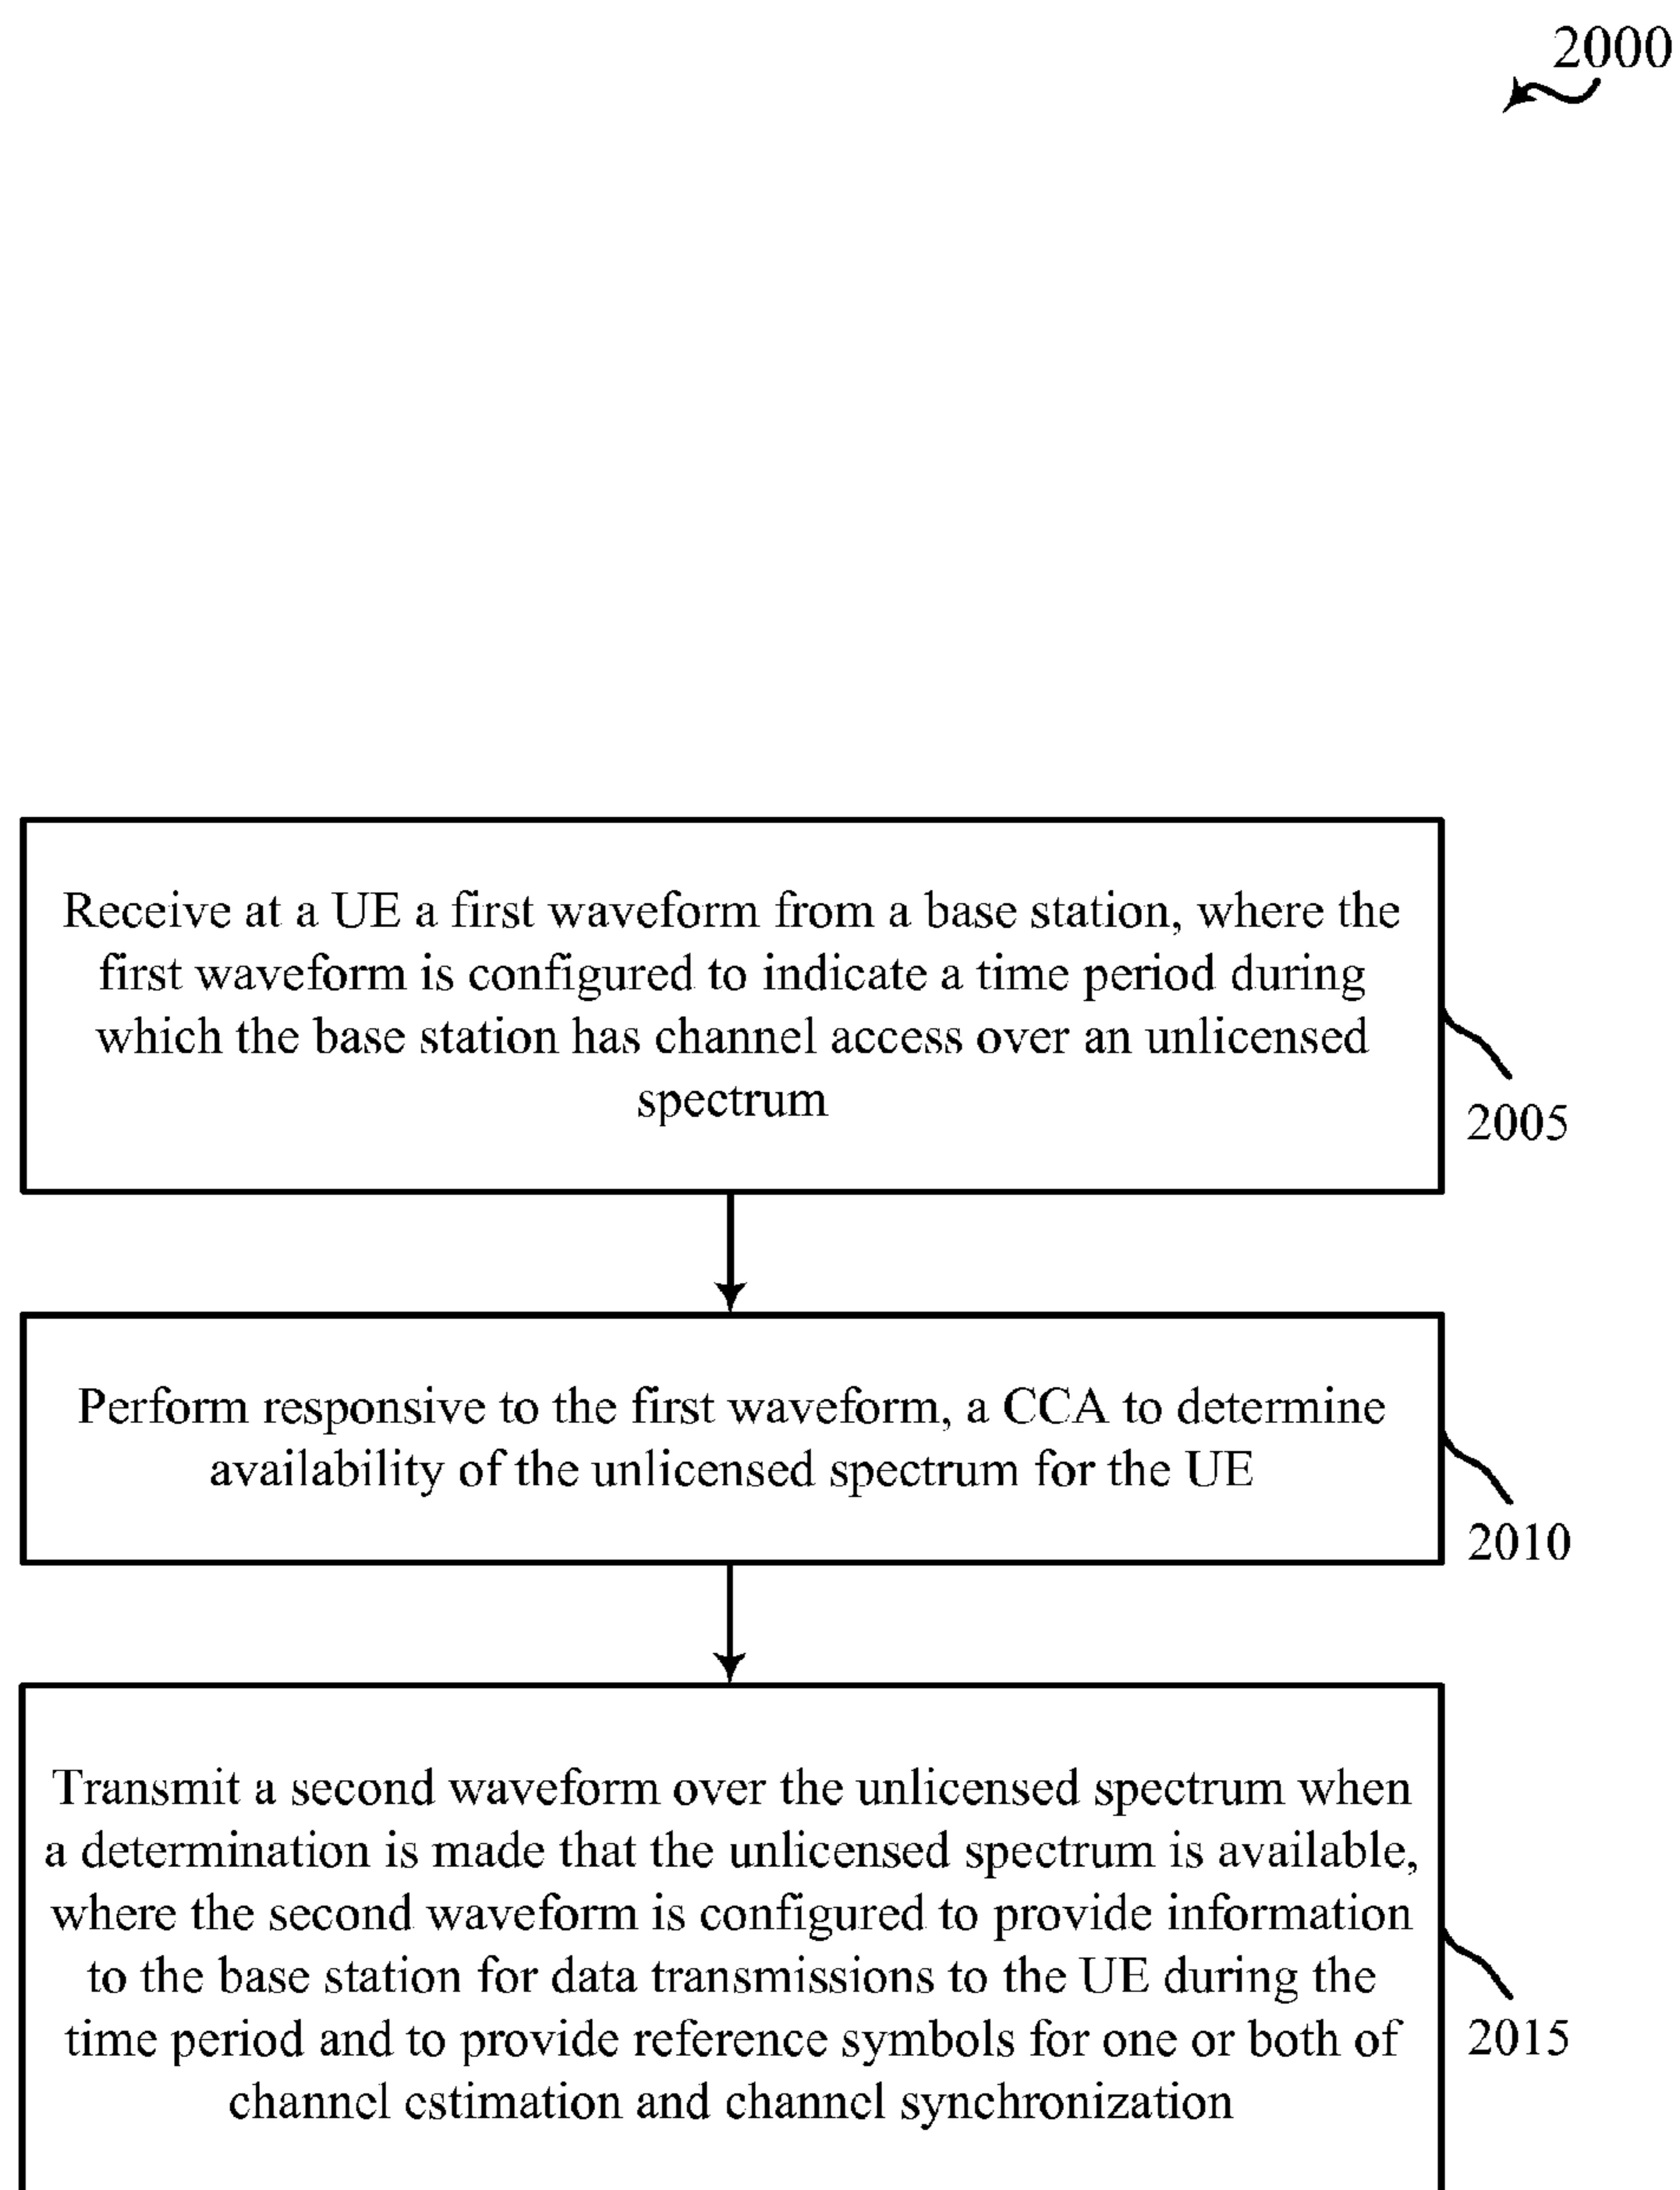 2000
Receive at a UE a first waveform from a base station, where the
first waveform is configured to indicate a time period during
which the base station has channel access over an unlicensed
spectrum
2005
Perform responsive to the first waveform, a CCA to determine
availability of the unlicensed spectrum for the UE
2010
Transmit a second waveform over the unlicensed spectrum when
a determination is made that the unlicensed spectrum is available,
where the second waveform is configured to provide information
to the base station for data transmissions to the UE during the
time period and to provide reference symbols for one or both of
channel estimation and channel synchronization
2015